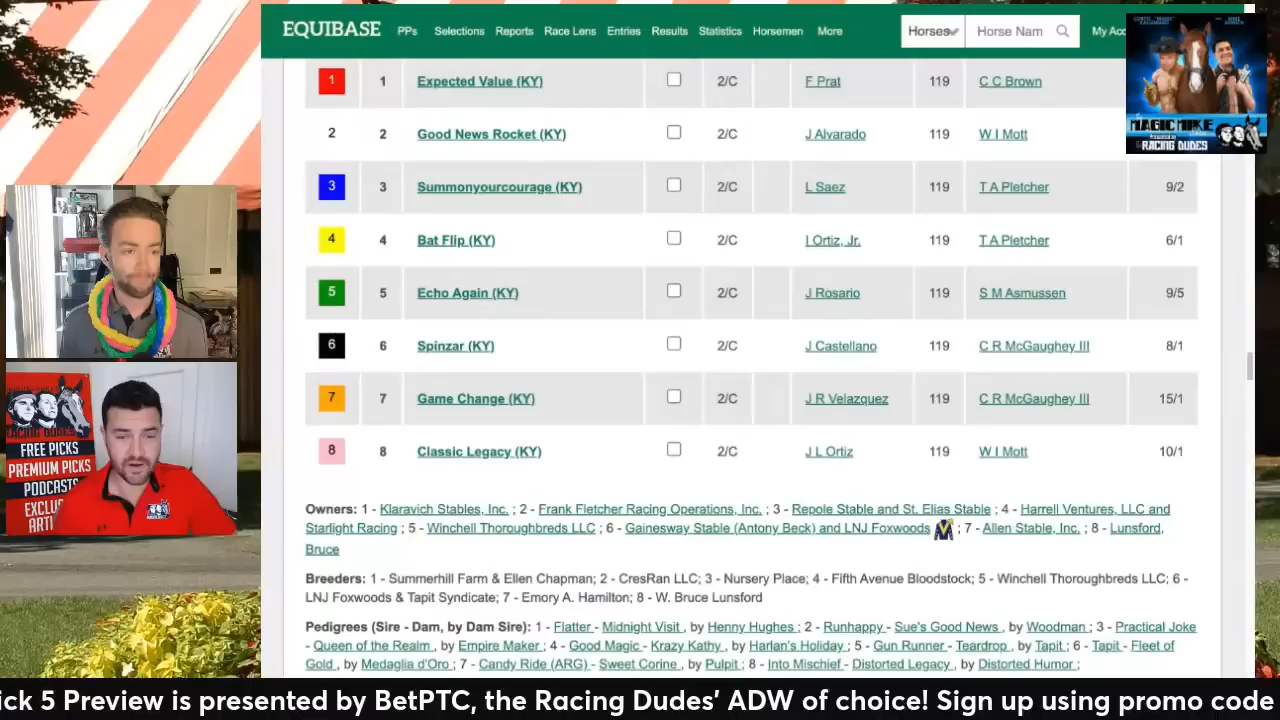 EQUIBASE PPs Selections Reports Race Lens Entries Results Statistics Horsemen More Horses Horse Nam My Acc
1 1 Expected Value (KY) 2/C F Prat 119 C C Brown
2 2 Good News Rocket (KY) 2/C J Alvarado 119 W I Mott
3 3 Summonyourcourage (KY) 2/C L Saez 119 T A Pletcher 9/2
4 4 Bat Flip (KY) 2/C I Ortiz, Jr. 119 T A Pletcher 6/1
5 5 Echo Again (KY) 2/C J Rosario 119 S M Asmussen 9/5
6 6 Spinzar (KY) 2/C J Castellano 119 C R McGaughey III 8/1
7 7 Game Change (KY) 2/C J R Velazquez 119 C R McGaughey III 15/1
8 8 Classic Legacy (KY) 2/C J L Ortiz 119 W I Mott 10/1
Owners: 1 - Klaravich Stables, Inc. ; 2 - Frank Fletcher Racing Operations, Inc. ; 3 - Repole Stable and St. Elias Stable ; 4 - Harrell Ventures, LLC and
Starlight Racing ; 5 - Winchell Thoroughbreds LLC ; 6 - Gainesway Stable (Antony Beck) and LNJ Foxwoods ; 7 - Allen Stable, Inc. ; 8 - Lunsford,
Bruce
Breeders: 1 - Summerhill Farm & Ellen Chapman; 2 - CresRan LLC; 3 - Nursery Place; 4 - Fifth Avenue Bloodstock; 5 - Winchell Thoroughbreds LLC; 6 -
LNJ Foxwoods & Tapit Syndicate; 7 - Emory A. Hamilton; 8 - W. Bruce Lunsford
Pedigrees (Sire - Dam, by Dam Sire): 1 - Flatter - Midnight Visit , by Henny Hughes ; 2 - Runhappy - Sue's Good News , by Woodman ; 3 - Practical Joke
- Queen of the Realm , by Empire Maker ; 4 - Good Magic - Krazy Kathy , by Harlan's Holiday ; 5 - Gun Runner - Teardrop , by Tapit ; 6 - Tapit - Fleet of
Gold , by Medaglia d'Oro ; 7 - Candy Ride (ARG) - Sweet Corine , by Pulpit ; 8 - Into Mischief - Distorted Legacy , by Distorted Humor ;
MAGIC MIKE
RACING DUDES
RACING DUDES
FREE PICKS
PREMIUM PICKS
PODCASTS
EXCLU
ARTI
ick 5 Preview is presented by BetPTC, the Racing Dudes' ADW of choice! Sign up using promo code